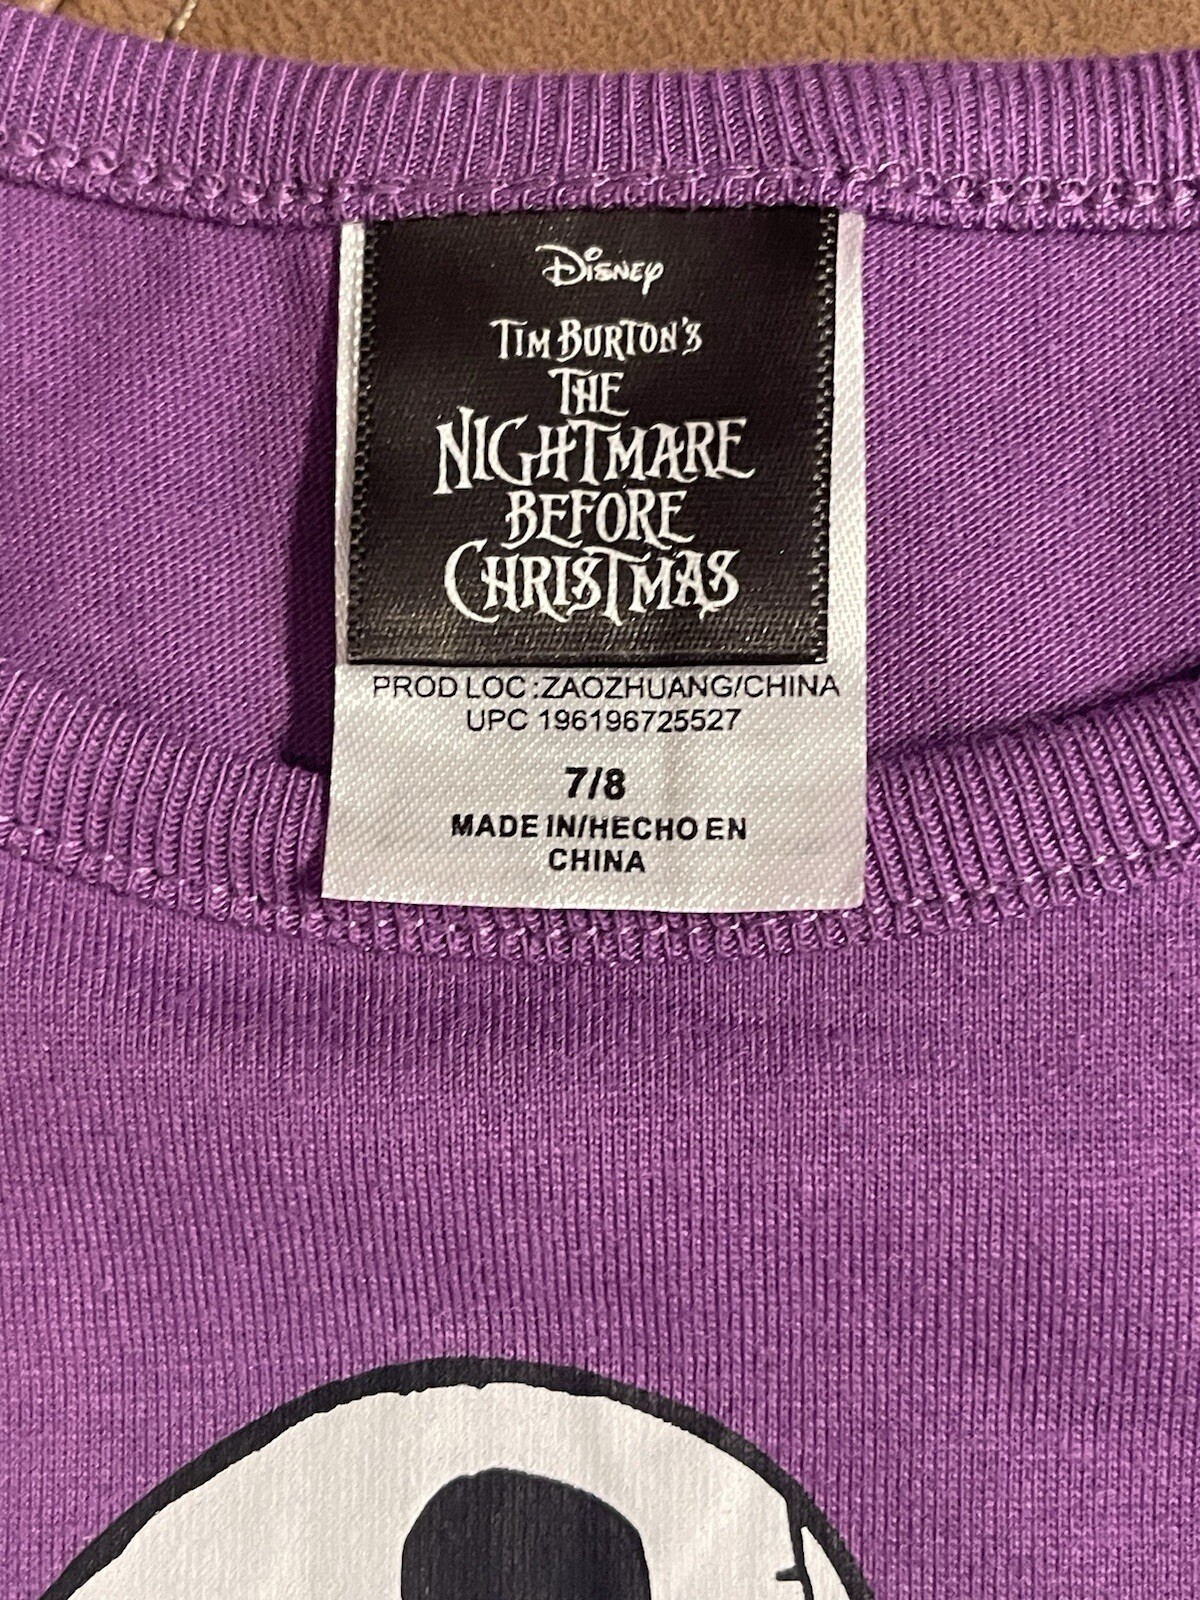 Disney
TIM BURTON'S
THE
NIGHTMARE
BEFORE
CHRISTMAS
PROD LOC :ZAOZHUANG/CHINA
UPC 196196725527
7/8
MADE IN/HECHO EN
CHINA